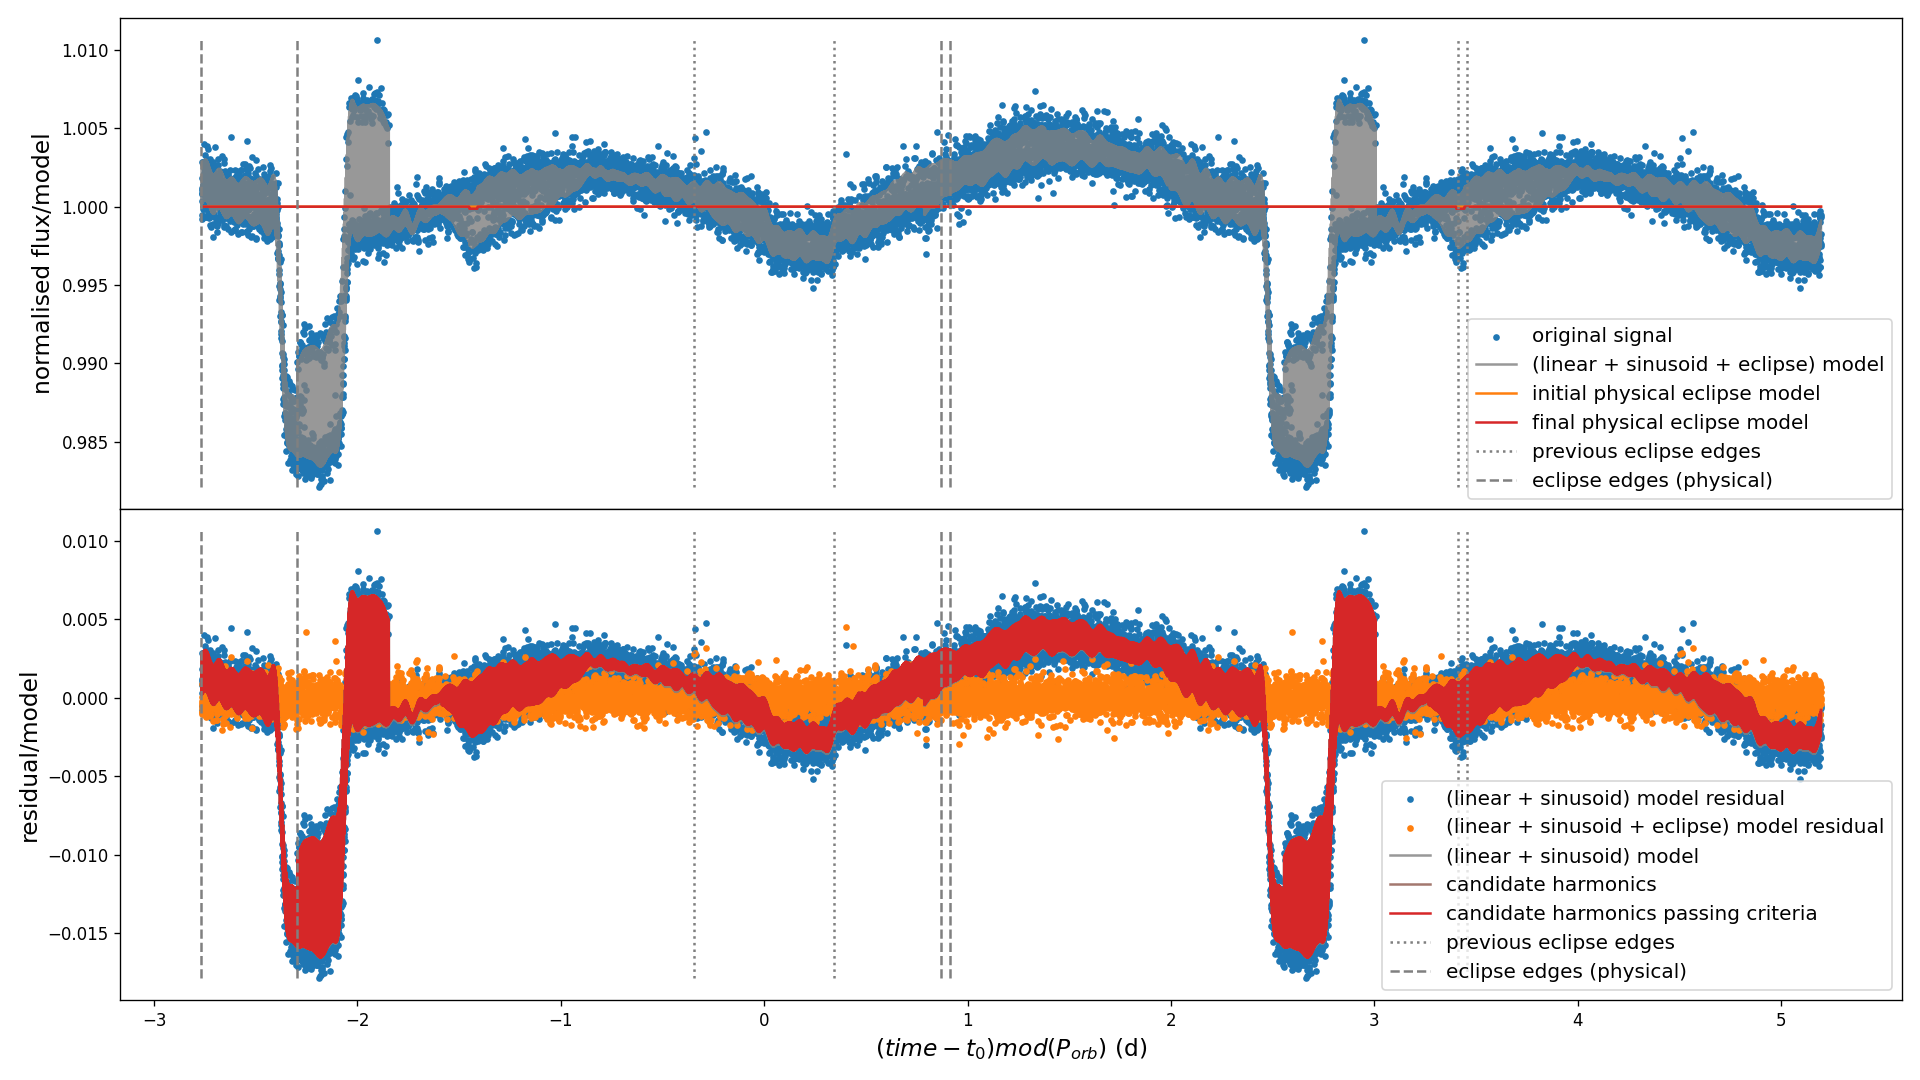 1.010
1.005
1.000
0.995
0.990
0.985
normalised flux/model
original signal
(linear + sinusoid + eclipse) model
initial physical eclipse model
final physical eclipse model
previous eclipse edges
eclipse edges (physical)
0.010
0.005
0.000
−0.005
−0.010
−0.015
residual/model
(linear + sinusoid) model residual
(linear + sinusoid + eclipse) model residual
(linear + sinusoid) model
candidate harmonics
candidate harmonics passing criteria
previous eclipse edges
eclipse edges (physical)
−3 −2 −1 0 1 2 3 4 5
(time − t₀)mod(P_orb) (d)